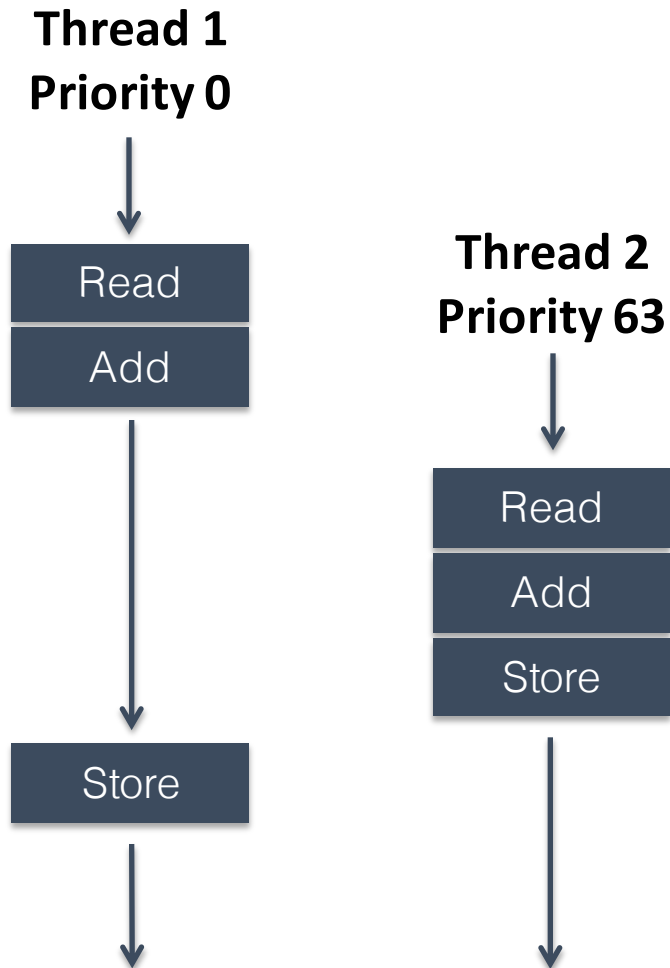 Thread 1
Priority 0
Read
Add
Store
Thread 2
Priority 63
Read
Add
Store